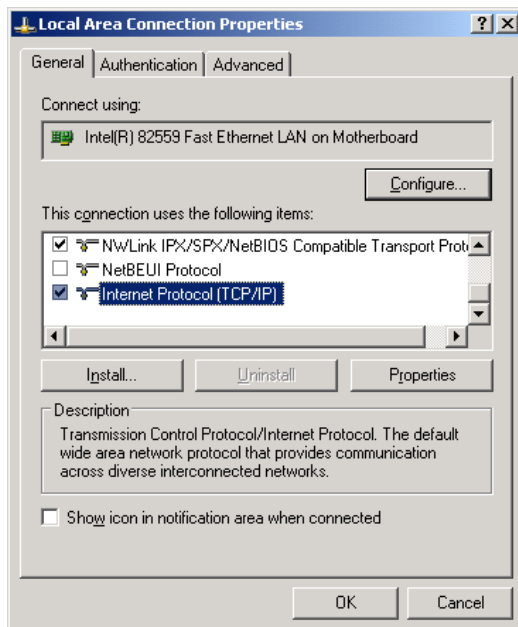 Local Area Connection Properties
General Authentication Advanced
Connect using:
Intel(R) 82559 Fast Ethernet LAN on Motherboard
Configure...
This connection uses the following items:
NWLink IPX/SPX/NetBIOS Compatible Transport Prot
NetBEUI Protocol
Internet Protocol (TCP/IP)
Install... Uninstall Properties
Description
Transmission Control Protocol/Internet Protocol. The default
wide area network protocol that provides communication
across diverse interconnected networks.
Show icon in notification area when connected
OK Cancel